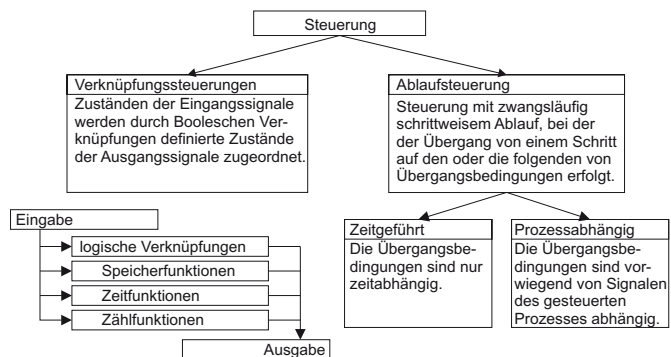 Steuerung
Verknüpfungssteuerungen
Zuständen der Eingangssignale
werden durch Booleschen Ver-
knüpfungen definierte Zustände
der Ausgangssignale zugeordnet.
Ablaufsteuerung
Steuerung mit zwangsläufig
schrittweisem Ablauf, bei der
der Übergang von einem Schritt
auf den oder die folgenden von
Übergangsbedingungen erfolgt.
Eingabe
logische Verknüpfungen
Speicherfunktionen
Zeitfunktionen
Zählfunktionen
Ausgabe
Zeitgeführt
Die Übergangsbe-
dingungen sind nur
zeitabhängig.
Prozessabhängig
Die Übergangsbe-
dingungen sind vor-
wiegend von Signalen
des gesteuerten
Prozesses abhängig.